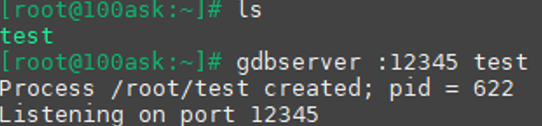 [root@100ask:~]# ls
test
[root@100ask:~]# gdbserver :12345 test
Process /root/test created; pid = 622
Listening on port 12345